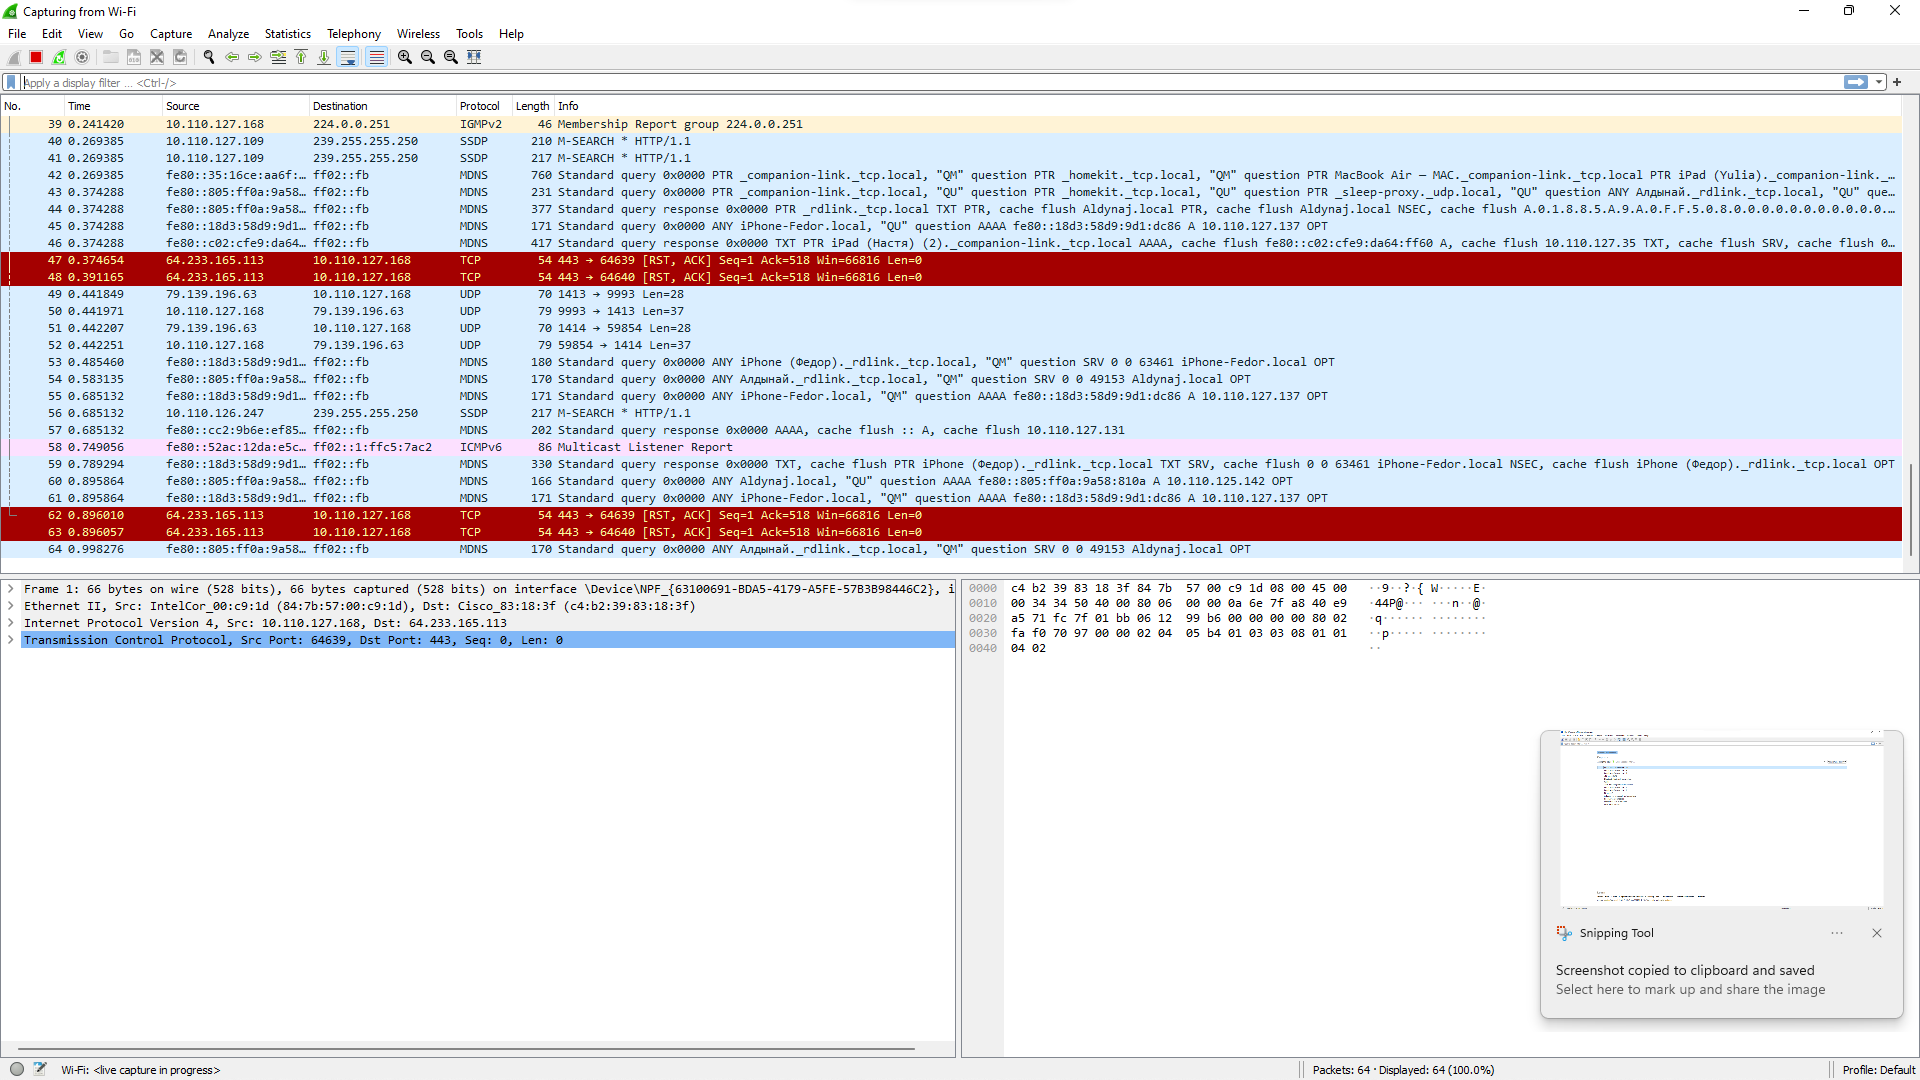 Capturing from Wi-Fi
File Edit View Go Capture Analyze Statistics Telephony Wireless Tools Help
Apply a display filter ... <Ctrl-/>
No. Time Source Destination Protocol Length Info
39 0.241420 10.110.127.168 224.0.0.251 IGMPv2 46 Membership Report group 224.0.0.251
40 0.269385 10.110.127.109 239.255.255.250 SSDP 210 M-SEARCH * HTTP/1.1
41 0.269385 10.110.127.109 239.255.255.250 SSDP 217 M-SEARCH * HTTP/1.1
42 0.269385 fe80::35:16ce:aa6f:… ff02::fb MDNS 760 Standard query 0x0000 PTR _companion-link._tcp.local, "QM" question PTR _homekit._tcp.local, "QM" question PTR MacBook Air — MAC._companion-link._tcp.local PTR iPad (Yulia)._companion-link._…
43 0.374288 fe80::805:ff0a:9a58… ff02::fb MDNS 231 Standard query 0x0000 PTR _companion-link._tcp.local, "QU" question PTR _homekit._tcp.local, "QU" question PTR _sleep-proxy._udp.local, "QU" question ANY Алдынай._rdlink._tcp.local, "QU" que…
44 0.374288 fe80::805:ff0a:9a58… ff02::fb MDNS 377 Standard query response 0x0000 PTR _rdlink._tcp.local TXT PTR, cache flush Aldynaj.local PTR, cache flush Aldynaj.local NSEC, cache flush A.0.1.8.8.5.A.9.A.0.F.F.5.0.8.0.0.0.0.0.0.0.0.0.0.…
45 0.374288 fe80::18d3:58d9:9d1… ff02::fb MDNS 171 Standard query 0x0000 ANY iPhone-Fedor.local, "QU" question AAAA fe80::18d3:58d9:9d1:dc86 A 10.110.127.137 OPT
46 0.374288 fe80::c02:cfe9:da64… ff02::fb MDNS 417 Standard query response 0x0000 TXT PTR iPad (Настя) (2)._companion-link._tcp.local AAAA, cache flush fe80::c02:cfe9:da64:ff60 A, cache flush 10.110.127.35 TXT, cache flush SRV, cache flush 0…
47 0.374654 64.233.165.113 10.110.127.168 TCP 54 443 → 64639 [RST, ACK] Seq=1 Ack=518 Win=66816 Len=0
48 0.391165 64.233.165.113 10.110.127.168 TCP 54 443 → 64640 [RST, ACK] Seq=1 Ack=518 Win=66816 Len=0
49 0.441849 79.139.196.63 10.110.127.168 UDP 70 1413 → 9993 Len=28
50 0.441971 10.110.127.168 79.139.196.63 UDP 79 9993 → 1413 Len=37
51 0.442207 79.139.196.63 10.110.127.168 UDP 70 1414 → 59854 Len=28
52 0.442251 10.110.127.168 79.139.196.63 UDP 79 59854 → 1414 Len=37
53 0.485460 fe80::18d3:58d9:9d1… ff02::fb MDNS 180 Standard query 0x0000 ANY iPhone (Федор)._rdlink._tcp.local, "QM" question SRV 0 0 63461 iPhone-Fedor.local OPT
54 0.583135 fe80::805:ff0a:9a58… ff02::fb MDNS 170 Standard query 0x0000 ANY Алдынай._rdlink._tcp.local, "QM" question SRV 0 0 49153 Aldynaj.local OPT
55 0.685132 fe80::18d3:58d9:9d1… ff02::fb MDNS 171 Standard query 0x0000 ANY iPhone-Fedor.local, "QM" question AAAA fe80::18d3:58d9:9d1:dc86 A 10.110.127.137 OPT
56 0.685132 10.110.126.247 239.255.255.250 SSDP 217 M-SEARCH * HTTP/1.1
57 0.685132 fe80::cc2:9b6e:ef85… ff02::fb MDNS 202 Standard query response 0x0000 AAAA, cache flush :: A, cache flush 10.110.127.131
58 0.749056 fe80::52ac:12da:e5c… ff02::1:ffc5:7ac2 ICMPv6 86 Multicast Listener Report
59 0.789294 fe80::18d3:58d9:9d1… ff02::fb MDNS 330 Standard query response 0x0000 TXT, cache flush PTR iPhone (Федор)._rdlink._tcp.local TXT SRV, cache flush 0 0 63461 iPhone-Fedor.local NSEC, cache flush iPhone (Федор)._rdlink._tcp.local OPT
60 0.895864 fe80::805:ff0a:9a58… ff02::fb MDNS 166 Standard query 0x0000 ANY Aldynaj.local, "QU" question AAAA fe80::805:ff0a:9a58:810a A 10.110.125.142 OPT
61 0.895864 fe80::18d3:58d9:9d1… ff02::fb MDNS 171 Standard query 0x0000 ANY iPhone-Fedor.local, "QM" question AAAA fe80::18d3:58d9:9d1:dc86 A 10.110.127.137 OPT
62 0.896010 64.233.165.113 10.110.127.168 TCP 54 443 → 64639 [RST, ACK] Seq=1 Ack=518 Win=66816 Len=0
63 0.896057 64.233.165.113 10.110.127.168 TCP 54 443 → 64640 [RST, ACK] Seq=1 Ack=518 Win=66816 Len=0
64 0.998276 fe80::805:ff0a:9a58… ff02::fb MDNS 170 Standard query 0x0000 ANY Алдынай._rdlink._tcp.local, "QM" question SRV 0 0 49153 Aldynaj.local OPT
Frame 1: 66 bytes on wire (528 bits), 66 bytes captured (528 bits) on interface \Device\NPF_{63100691-BDA5-4179-A5FE-57B3B98446C2}, i
Ethernet II, Src: IntelCor_00:c9:1d (84:7b:57:00:c9:1d), Dst: Cisco_83:18:3f (c4:b2:39:83:18:3f)
Internet Protocol Version 4, Src: 10.110.127.168, Dst: 64.233.165.113
Transmission Control Protocol, Src Port: 64639, Dst Port: 443, Seq: 0, Len: 0
0000 c4 b2 39 83 18 3f 84 7b 57 00 c9 1d 08 00 45 00 ··9··?·{ W·····E·
0010 00 34 34 50 40 00 80 06 00 00 0a 6e 7f a8 40 e9 ·44P@··· ···n··@·
0020 a5 71 fc 7f 01 bb 06 12 99 b6 00 00 00 00 80 02 ·q······ ········
0030 fa f0 70 97 00 00 02 04 05 b4 01 03 03 08 01 01 ··p····· ········
0040 04 02 ··
Snipping Tool
Screenshot copied to clipboard and saved
Select here to mark up and share the image
Wi-Fi: <live capture in progress>
Packets: 64 · Displayed: 64 (100.0%)
Profile: Default